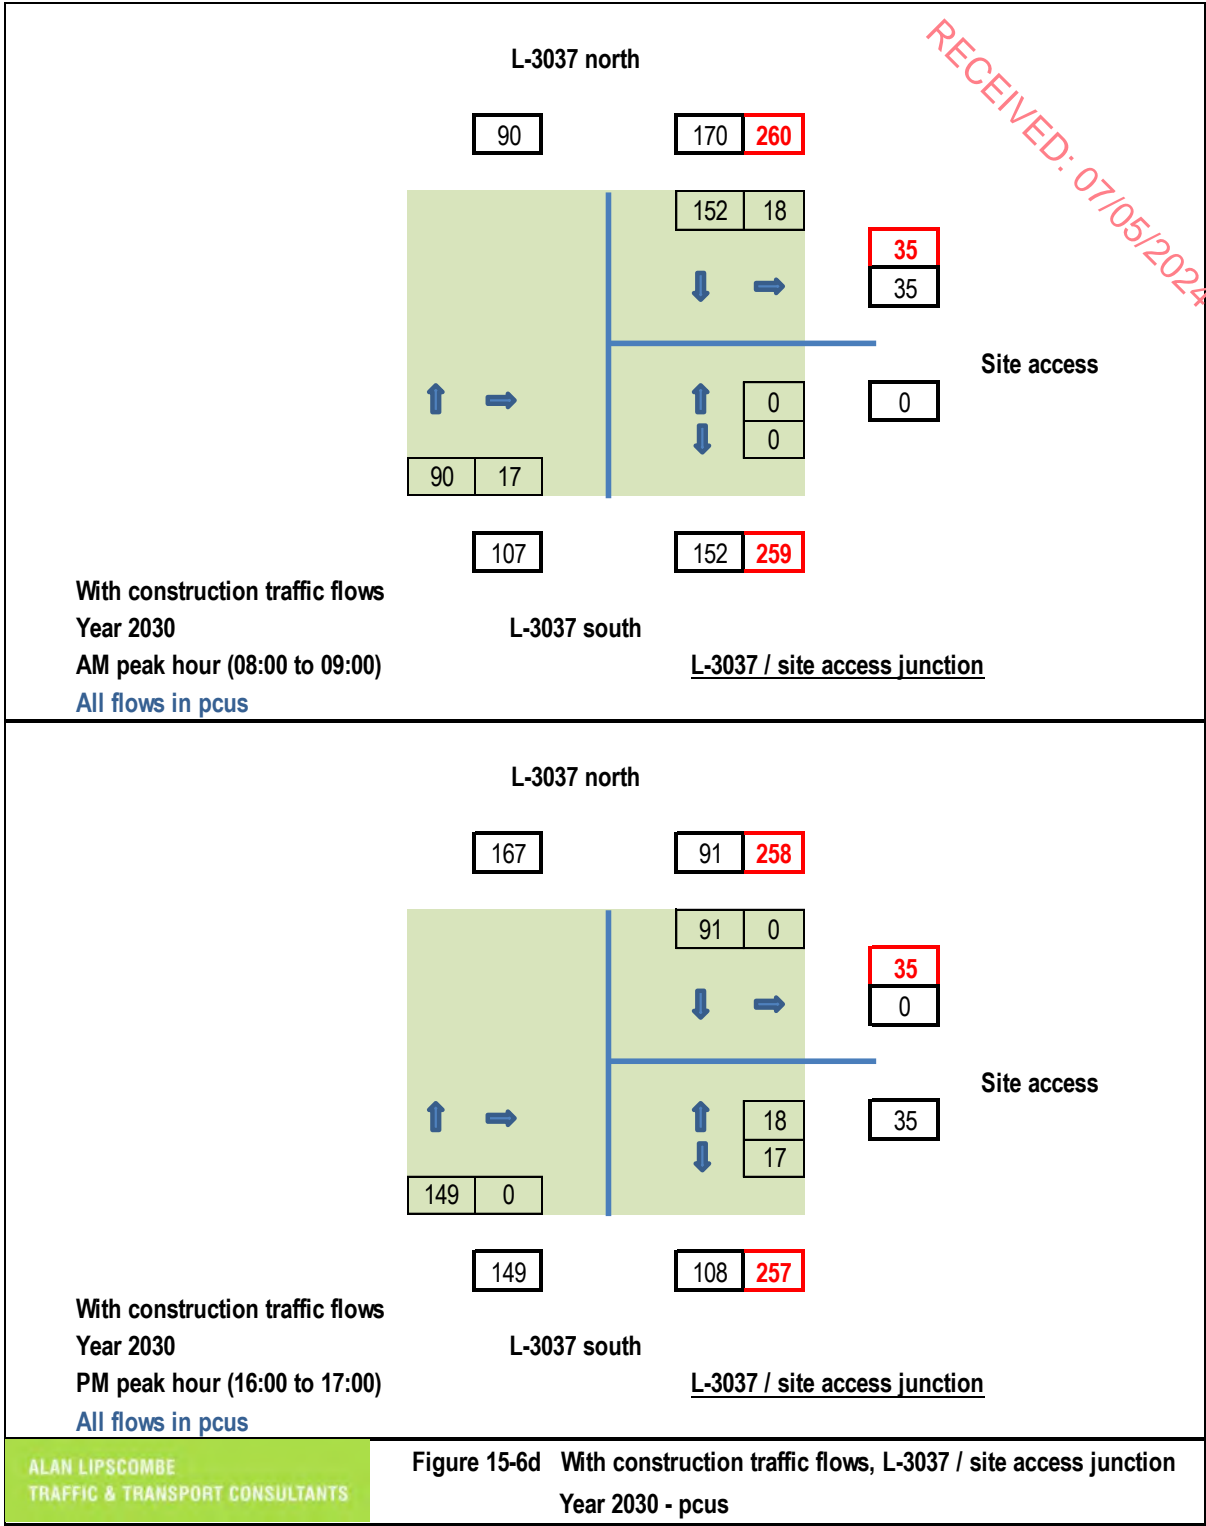 RECEIVED: 07/05/2024
L-3037 north
90 170 260
152 18
35
35
Site access
0 0
0
90 17
107 152 259
With construction traffic flows
Year 2030 L-3037 south
AM peak hour (08:00 to 09:00) L-3037 / site access junction
All flows in pcus
L-3037 north
167 91 258
91 0
35
0
Site access
18 35
17
149 0
149 108 257
With construction traffic flows
Year 2030 L-3037 south
PM peak hour (16:00 to 17:00) L-3037 / site access junction
All flows in pcus
ALAN LIPSCOMBE
TRAFFIC & TRANSPORT CONSULTANTS
Figure 15-6d With construction traffic flows, L-3037 / site access junction
Year 2030 - pcus